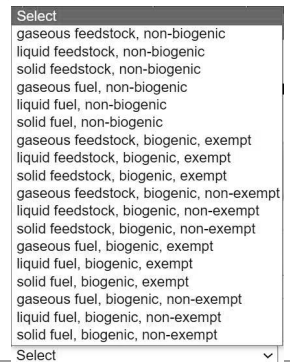 Select
gaseous feedstock, non-biogenic
liquid feedstock, non-biogenic
solid feedstock, non-biogenic
gaseous fuel, non-biogenic
liquid fuel, non-biogenic
solid fuel, non-biogenic
gaseous feedstock, biogenic, exempt
liquid feedstock, biogenic, exempt
solid feedstock, biogenic, exempt
gaseous feedstock, biogenic, non-exempt
liquid feedstock, biogenic, non-exempt
solid feedstock, biogenic, non-exempt
gaseous fuel, biogenic, exempt
liquid fuel, biogenic, exempt
solid fuel, biogenic, exempt
gaseous fuel, biogenic, non-exempt
liquid fuel, biogenic, non-exempt
solid fuel, biogenic, non-exempt
Select